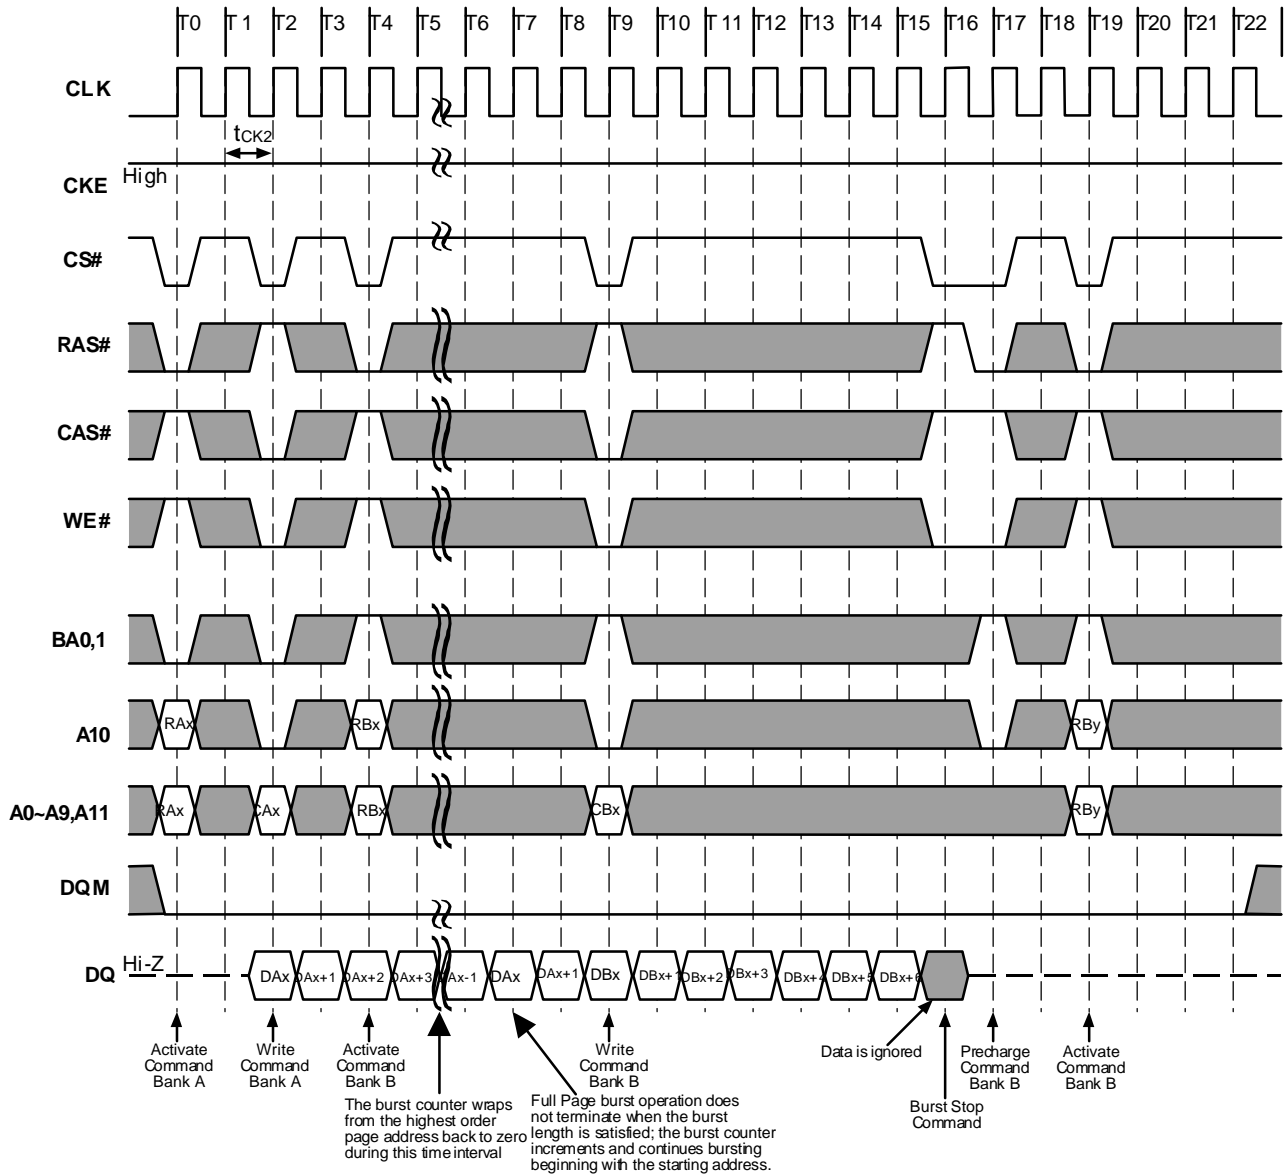 T0 T1 T2 T3 T4 T5 T6 T7 T8 T9 T10 T11 T12 T13 T14 T15 T16 T17 T18 T19 T20 T21 T22
CLK
tCK2
High
CKE
CS#
RAS#
CAS#
WE#
BA0,1
A10 RAx RBx RBy
A0~A9,A11 RAx CAx RBx CBx RBy
DQM
DQ Hi-Z DAx DAx+1 DAx+2 DAx+3 DAx-1 DAx DAx+1 DBx DBx+1 DBx+2 DBx+3 DBx+4 DBx+5 DBx+6
Activate
Command
Bank A
Write
Command
Bank A
Activate
Command
Bank B
The burst counter wraps
from the highest order
page address back to zero
during this time interval
Full Page burst operation does
not terminate when the burst
length is satisfied; the burst counter
increments and continues bursting
beginning with the starting address.
Write
Command
Bank B
Data is ignored
Burst Stop
Command
Precharge
Command
Bank B
Activate
Command
Bank B